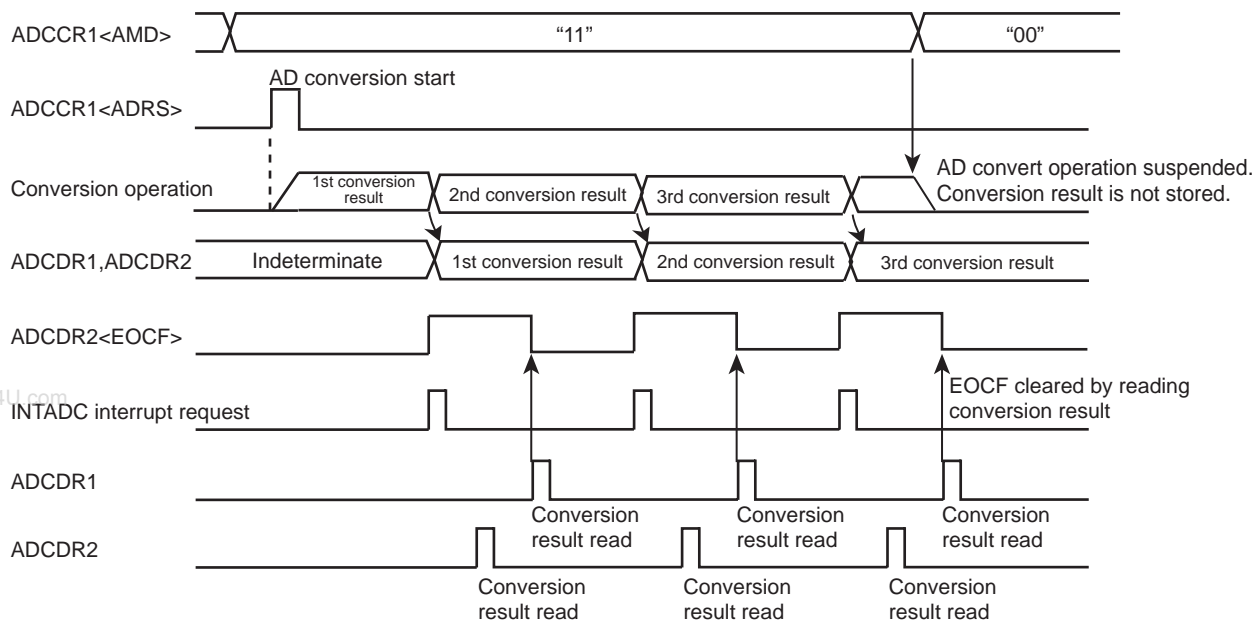 ADCCR1<AMD>
“11”
“00”
AD conversion start
ADCCR1<ADRS>
AD convert operation suspended.
Conversion result is not stored.
Conversion operation
1st conversion
result
2nd conversion result
3rd conversion result
ADCDR1,ADCDR2
Indeterminate
1st conversion result
2nd conversion result
3rd conversion result
ADCDR2<EOCF>
EOCF cleared by reading
conversion result
4U.com
INTADC interrupt request
ADCDR1
Conversion
result read
Conversion
result read
Conversion
result read
ADCDR2
Conversion
result read
Conversion
result read
Conversion
result read